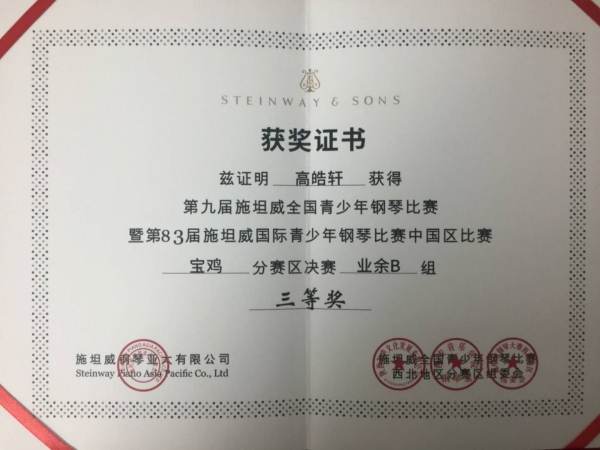 STEINWAY & SONS
获奖证书
兹证明 高皓轩 获得
第九届施坦威全国青少年钢琴比赛
暨第83届施坦威国际青少年钢琴比赛中国区比赛
宝鸡 分赛区决赛 业余B 组
三等奖
施坦威钢琴亚太有限公司
Steinway Piano Asia Pacific Co., Ltd
施坦威全国青少年钢琴比赛
西北地区分赛区组委会